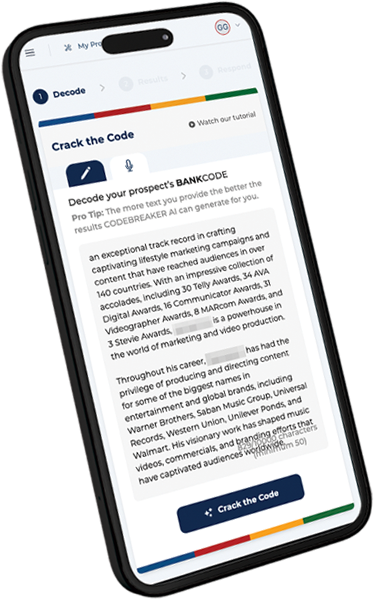 My Pro
GG
1 Decode
2 Results
3 Respond
Crack the Code
Watch our tutorial
Decode your prospect's BANKCODE
Pro Tip: The more text you provide the better the
results CODEBREAKER AI can generate for you.
an exceptional track record in crafting
captivating lifestyle marketing campaigns and
content that have reached audiences in over
140 countries. With an impressive collection of
accolades, including 30 Telly Awards, 34 AVA
Digital Awards, 16 Communicator Awards, 31
Videographer Awards, 8 MARcom Awards, and
3 Stevie Awards, is a powerhouse in
the world of marketing and video production.
Throughout his career, has had the
privilege of producing and directing content
for some of the biggest names in
entertainment and global brands, including
Warner Brothers, Saban Music Group, Universal
Records, Western Union, Unilever Ponds, and
Walmart. His visionary work has shaped music
videos, commercials, and branding efforts that
have captivated audiences worldwide.
characters
(minimum 50)
Crack the Code